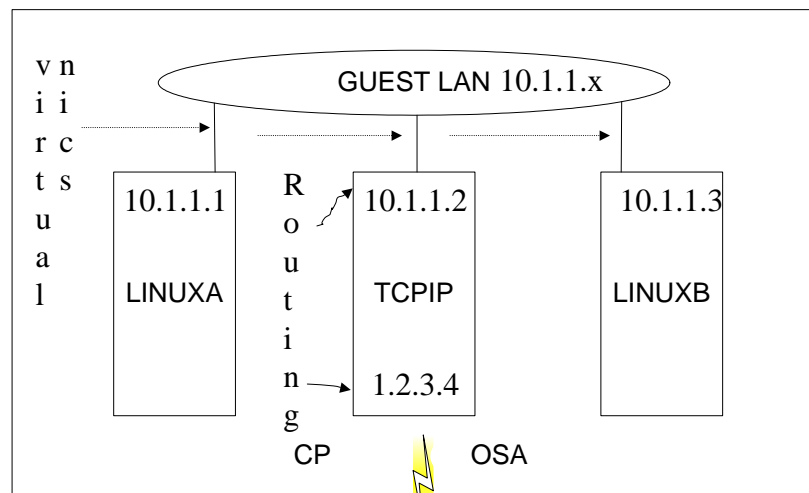 GUEST LAN 10.1.1.x
virtual
nics
10.1.1.1
LINUXA
Routing
10.1.1.2
TCPIP
1.2.3.4
10.1.1.3
LINUXB
CP
OSA